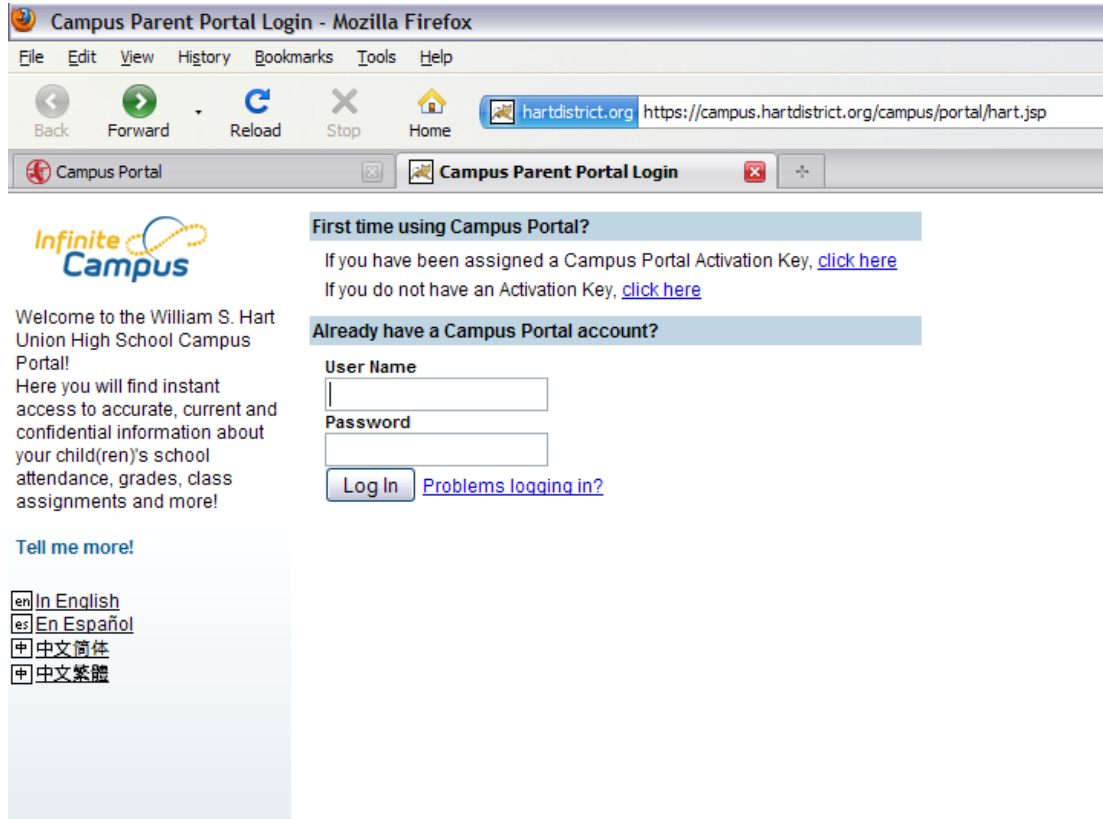 Campus Parent Portal Login - Mozilla Firefox
File Edit View History Bookmarks Tools Help
Back Forward Reload Stop Home
hartdistrict.org https://campus.hartdistrict.org/campus/portal/hart.jsp
Campus Portal
Campus Parent Portal Login
Infinite
Campus
Welcome to the William S. Hart
Union High School Campus
Portal!
Here you will find instant
access to accurate, current and
confidential information about
your child(ren)'s school
attendance, grades, class
assignments and more!
Tell me more!
en In English
es En Español
中 中文简体
中 中文繁體
First time using Campus Portal?
If you have been assigned a Campus Portal Activation Key, click here
If you do not have an Activation Key, click here
Already have a Campus Portal account?
User Name
Password
Log In Problems logging in?